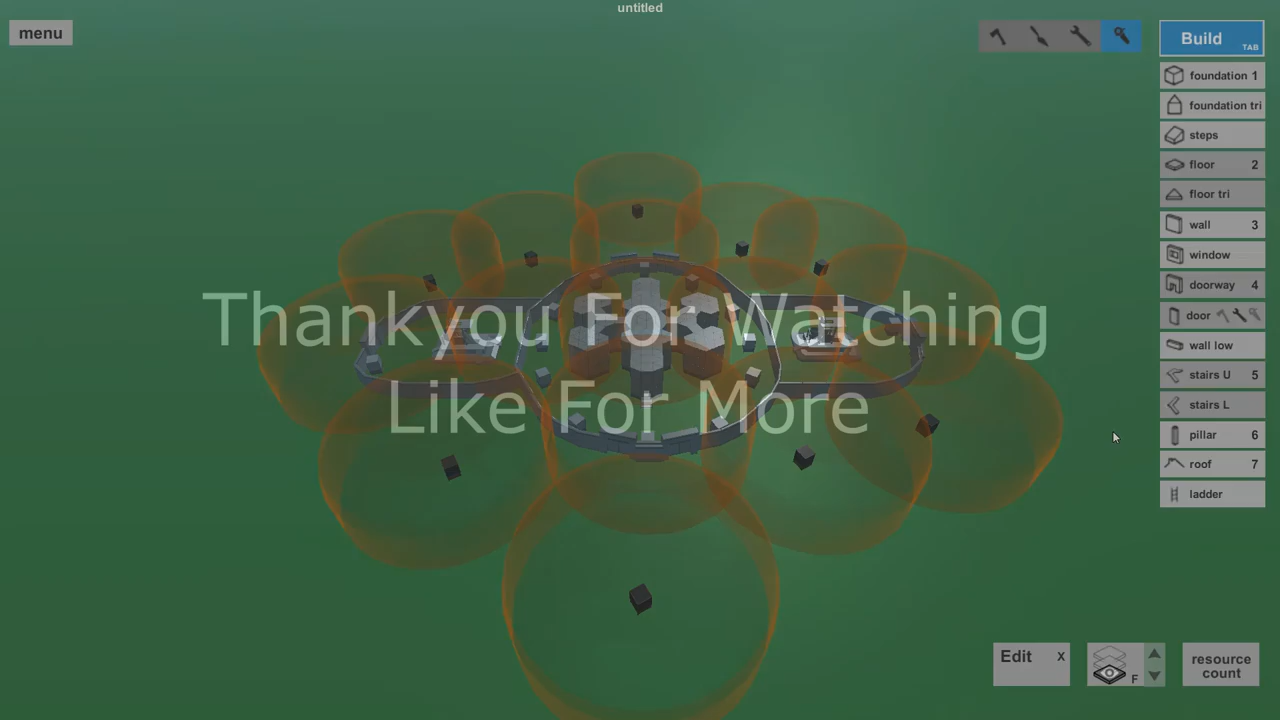 untitled
menu
Build
TAB
foundation 1
foundation tri
steps
floor 2
floor tri
wall 3
window
doorway 4
door
wall low
stairs U 5
stairs L
pillar 6
roof 7
ladder
Thankyou For Watching
Like For More
Edit X
F
resource
count